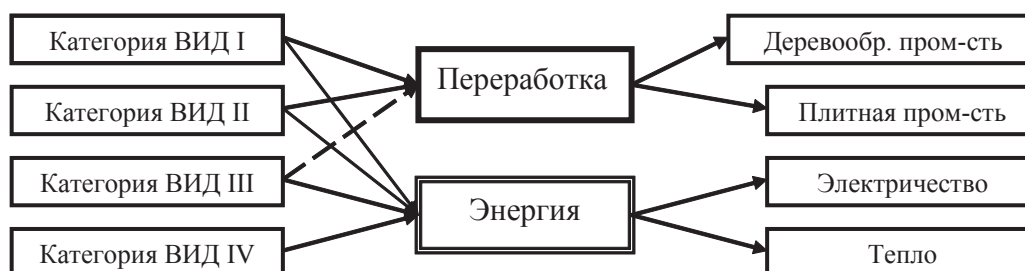 Категория ВИД I
Категория ВИД II
Категория ВИД III
Категория ВИД IV
Переработка
Энергия
Деревообр. пром-сть
Плитная пром-сть
Электричество
Тепло